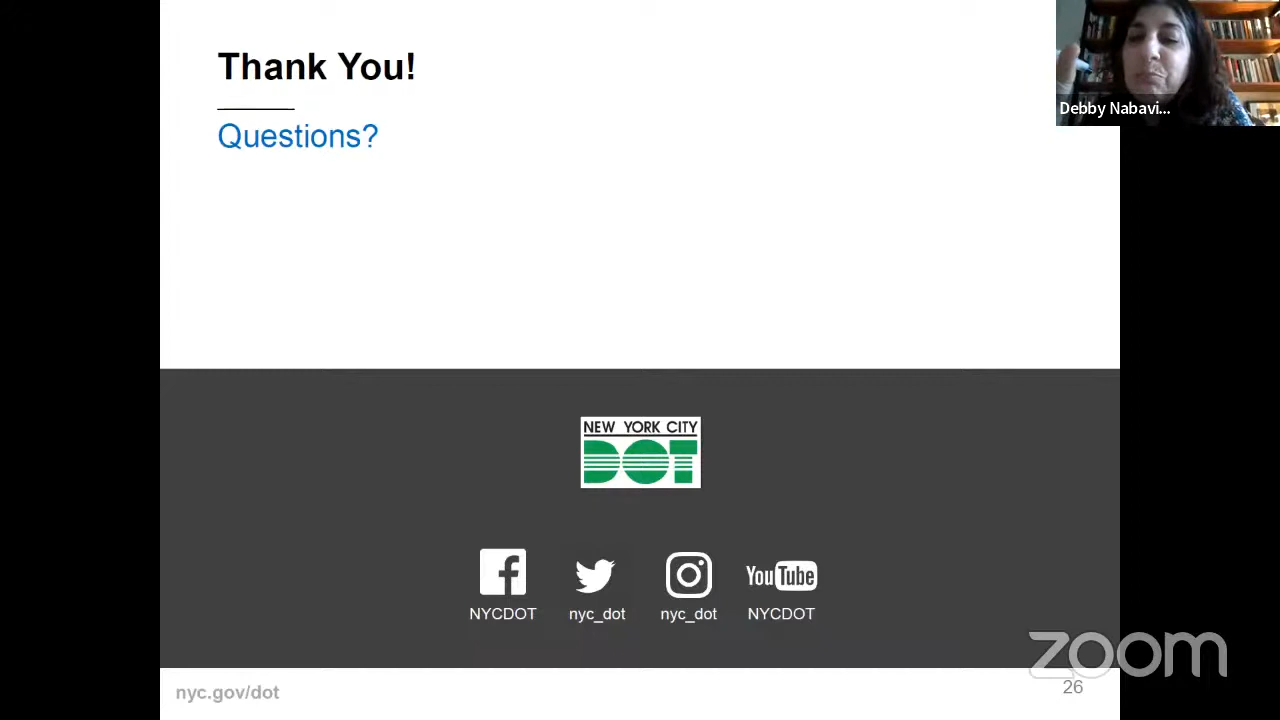 Thank You!
Questions?
Debby Nabavi...
NEW YORK CITY
DOT
YouTube
NYCDOT nyc_dot nyc_dot NYCDOT
zoom
nyc.gov/dot
26